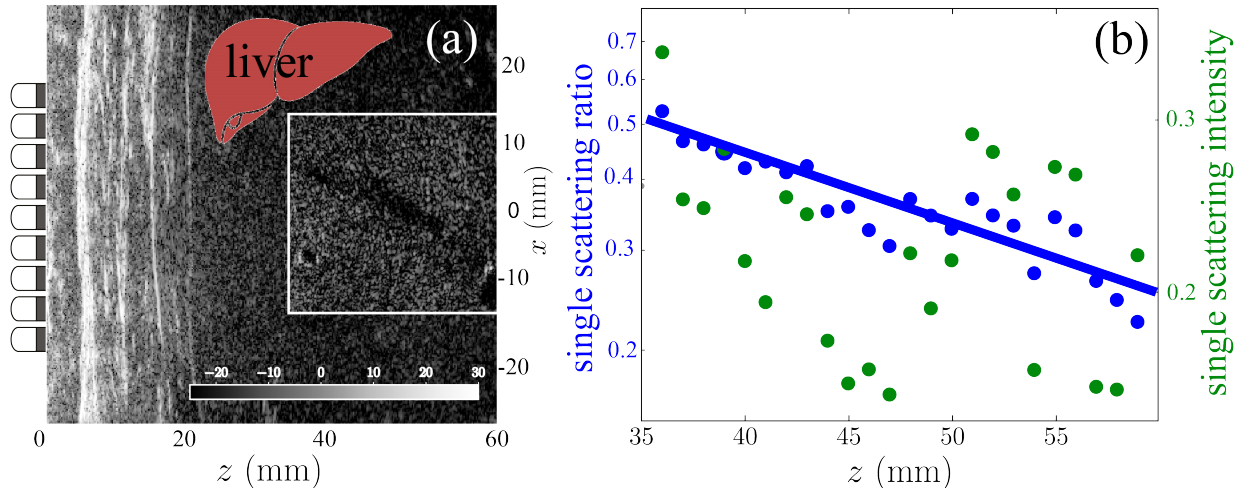 (a)
liver
20
10
0
-10
-20
x (mm)
−20 −10 0 10 20 30
0 20 40 60
z (mm)
(b)
single scattering ratio
0.7
0.6
0.5
0.4
0.3
0.2
single scattering intensity
0.3
0.2
35 40 45 50 55
z (mm)